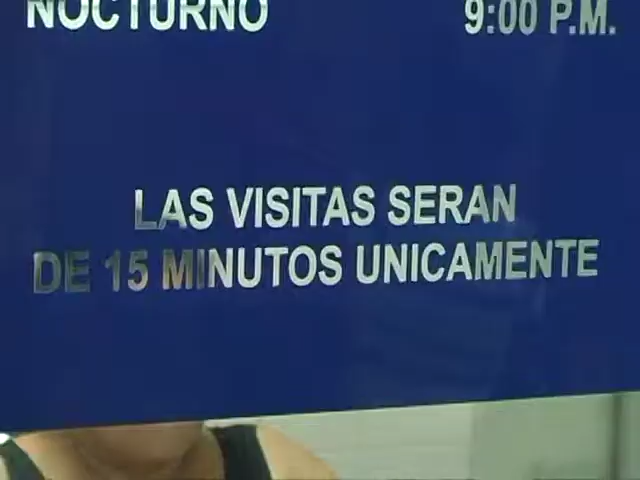 NOCTURNO 9:00 P.M.
LAS VISITAS SERAN
DE 15 MINUTOS UNICAMENTE